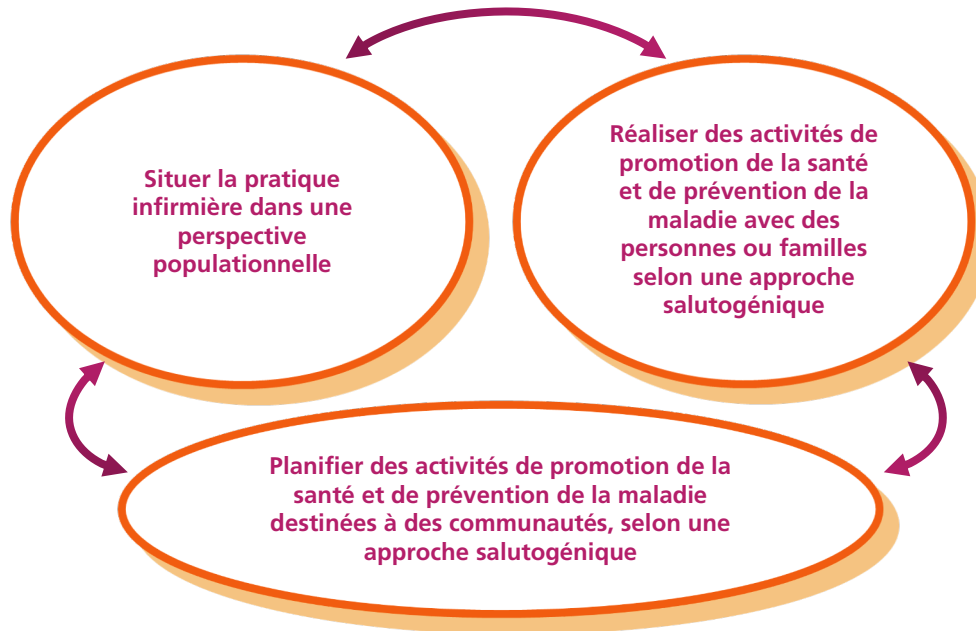 Situer la pratique
infirmière dans une
perspective
populationnelle
Réaliser des activités de
promotion de la santé
et de prévention de la
maladie avec des
personnes ou familles
selon une approche
salutogénique
Planifier des activités de promotion de la
santé et de prévention de la maladie
destinées à des communautés, selon une
approche salutogénique